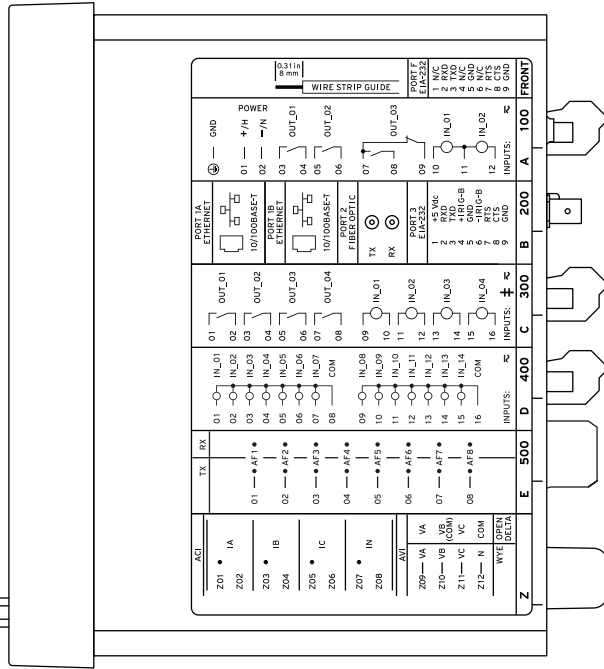 ACI
Z01 • IA
Z02
Z03 • IB
Z04
Z05 • IC
Z06
Z07 • IN
Z08
AVI
Z09 VA VA
Z10 VB VB (COM)
Z11 VC VC
Z12 N COM
WYE OPEN DELTA
Z
TX RX
01 • AF1 •
02 • AF2 •
03 • AF3 •
04 • AF4 •
05 • AF5 •
06 • AF6 •
07 • AF7 •
08 • AF8 •
E 500
01 IN_01
02 IN_02
03 IN_03
04 IN_04
05 IN_05
06 IN_06
07 IN_07
08 COM
09 IN_08
10 IN_09
11 IN_10
12 IN_11
13 IN_12
14 IN_13
15 IN_14
16 COM
INPUTS:
D 400
01
OUT_01
02
03
OUT_02
04
05
OUT_03
06
07
OUT_04
08
09
IN_01
10
11
IN_02
12
13
IN_03
14
15
IN_04
16
INPUTS:
C 300
PORT 1A
ETHERNET
10/100BASE-T
PORT 1B
ETHERNET
10/100BASE-T
PORT 2
FIBER OPTIC
TX
RX
PORT 3
EIA-232
1 +5 Vdc
2 RXD
3 TXD
4 +IRIG-B
5 GND
6 -IRIG-B
7 RTS
8 CTS
9 GND
B 200
GND
POWER
01 +/H
02 −/N
03
OUT_01
04
05
OUT_02
06
07
08
OUT_03
09
10
IN_01
11
IN_02
12
INPUTS:
A 100
0.31 in
8 mm
WIRE STRIP GUIDE
PORT F
EIA-232
1 N/C
2 RXD
3 TXD
4 N/C
5 GND
6 N/C
7 RTS
8 CTS
9 GND
FRONT